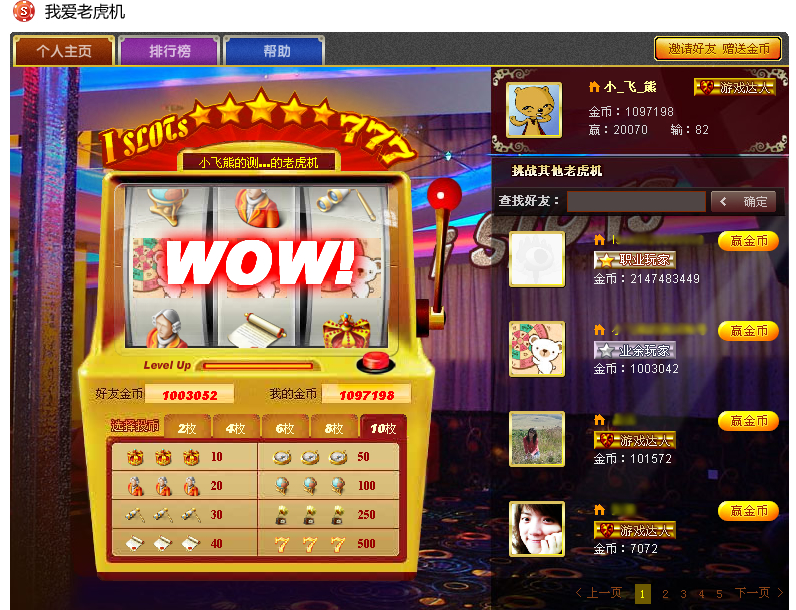 我爱老虎机
个人主页 排行榜 帮助 邀请好友 赠送金币
小_飞_熊 游戏达人
金币：1097198
赢：20070 输：82
I SLOTS 777
小飞熊的测...的老虎机
挑战其他老虎机
查找好友： 确定
WOW!
赢金币
职业玩家
金币：2147483449
赢金币
业余玩家
金币：1003042
赢金币
游戏达人
金币：101572
赢金币
游戏达人
金币：7072
Level Up
好友金币 1003052 我的金币 1097198
选择投币 2枚 4枚 6枚 8枚 10枚
10 50
20 100
30 250
40 500
上一页 1 2 3 4 5 下一页